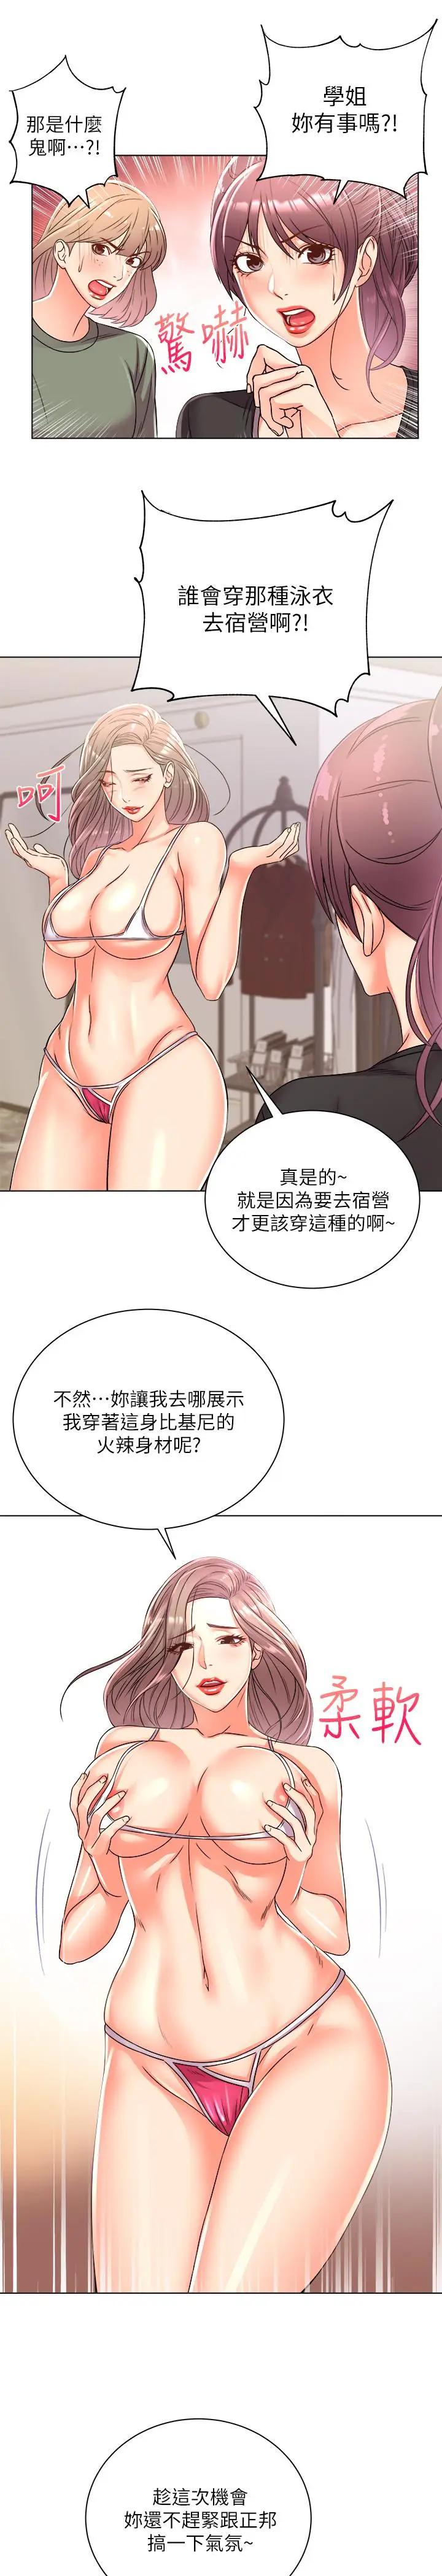 那是什麼
鬼啊⋯?!
學姐
妳有事嗎?!
驚嚇
誰會穿那種泳衣
去宿營啊?!
呵
真是的~
就是因為要去宿營
才更該穿這種的啊~
不然⋯妳讓我去哪展示
我穿著這身比基尼的
火辣身材呢?
柔軟
趁這次機會
妳還不趕緊跟正邦
搞一下氣氛~